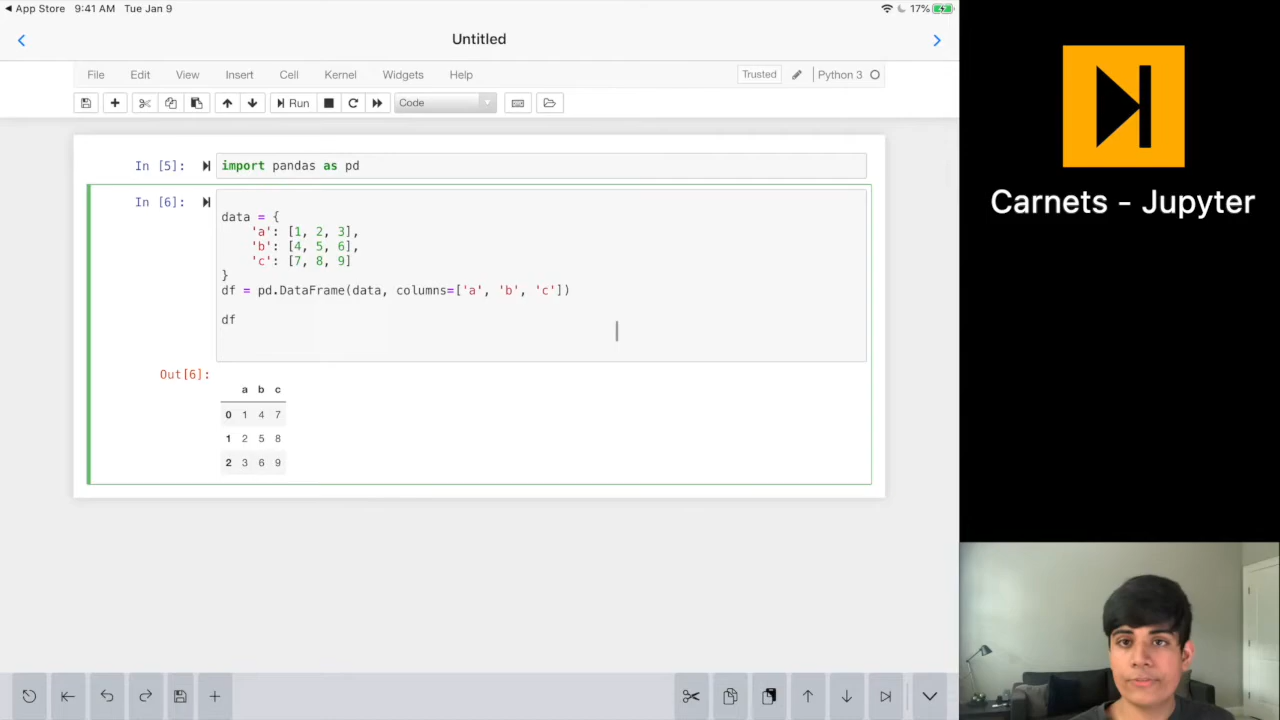 App Store 9:41 AM Tue Jan 9 17%
Untitled
File Edit View Insert Cell Kernel Widgets Help Trusted Python 3
Run Code
In [5]: import pandas as pd
In [6]:
data = {
'a': [1, 2, 3],
'b': [4, 5, 6],
'c': [7, 8, 9]
}
df = pd.DataFrame(data, columns=['a', 'b', 'c'])
df
Out[6]:
a b c
0 1 4 7
1 2 5 8
2 3 6 9
Carnets - Jupyter